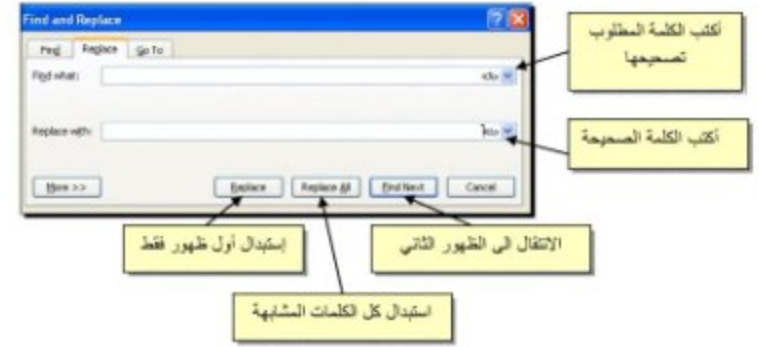 Find and Replace
Find Replace Go To
أكتب الكلمة المطلوب
تصحيحها
Find what:
Replace with:
أكتب الكلمة الصحيحة
More >> Replace Replace All Find Next Cancel
إستبدال أول ظهور فقط
الانتقال الى الظهور الثاني
استبدال كل الكلمات المشابهة